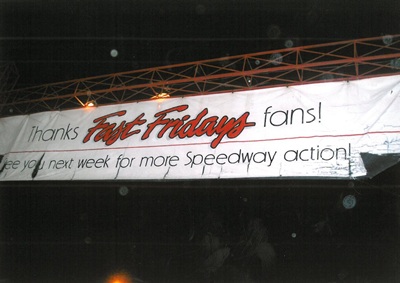 Thanks Fast Fridays fans!
ee you next week for more Speedway action!